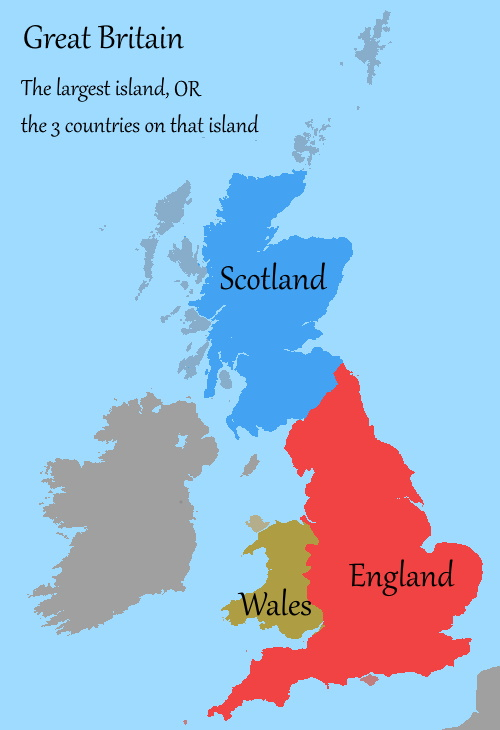 Great Britain
The largest island, OR
the 3 countries on that island
Scotland
England
Wales